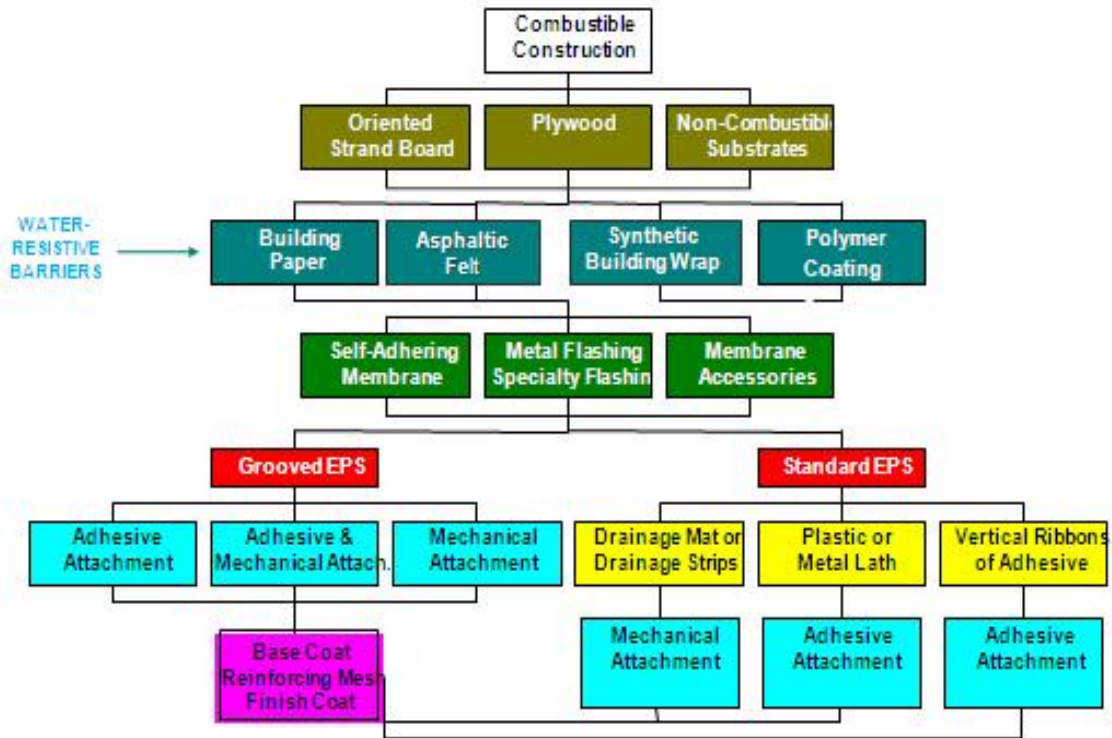 Combustible
Construction
Oriented
Strand Board
Plywood
Non-Combustible
Substrates
WATER-
RESISTIVE
BARRIERS
Building
Paper
Asphaltic
Felt
Synthetic
Building Wrap
Polymer
Coating
Self-Adhering
Membrane
Metal Flashing
Specialty Flashin
Membrane
Accessories
Grooved EPS
Standard EPS
Adhesive
Attachment
Adhesive &
Mechanical Attach.
Mechanical
Attachment
Drainage Mat or
Drainage Strips
Plastic or
Metal Lath
Vertical Ribbons
of Adhesive
Base Coat
Reinforcing Mesh
Finish Coat
Mechanical
Attachment
Adhesive
Attachment
Adhesive
Attachment